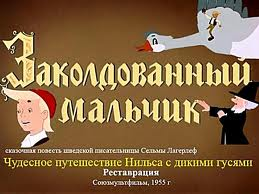 Заколдованный
мальчик
сказочная повесть шведской писательницы Сельмы Лагерлеф
Чудесное путешествие Нильса с дикими гусями
Реставрация
Союзмультфильм, 1955 г